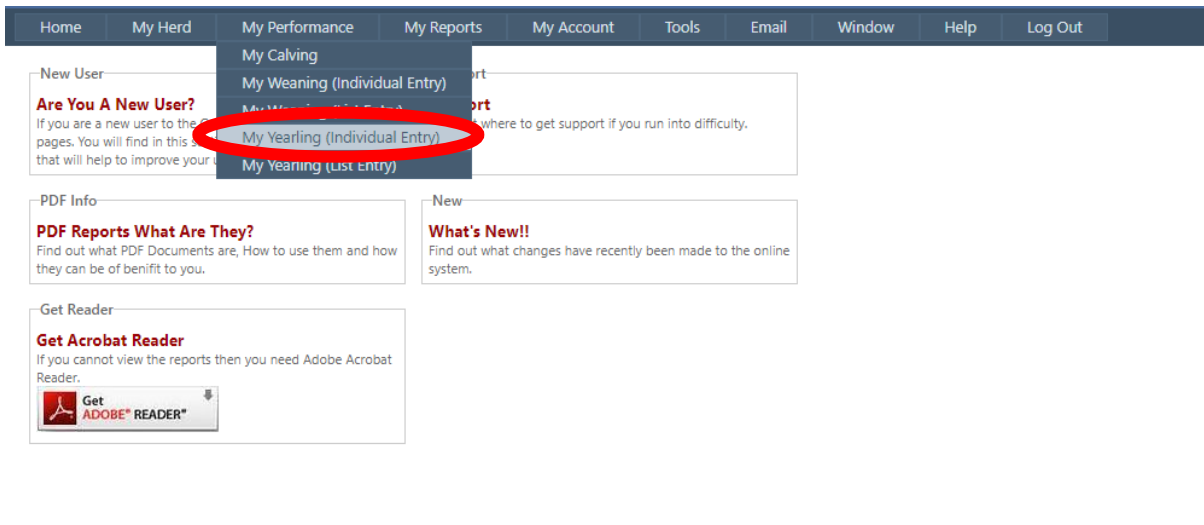 Home My Herd My Performance My Reports My Account Tools Email Window Help Log Out
My Calving
My Weaning (Individual Entry)
My Yearling (Individual Entry)
My Yearling (List Entry)
New User
Are You A New User?
If you are a new user to the
pages. You will find in this
that will help to improve your
where to get support if you run into difficulty.
PDF Info
PDF Reports What Are They?
Find out what PDF Documents are, How to use them and how
they can be of benifit to you.
New
What's New!!
Find out what changes have recently been made to the online
system.
Get Reader
Get Acrobat Reader
If you cannot view the reports then you need Adobe Acrobat
Reader.
Get
ADOBE® READER®